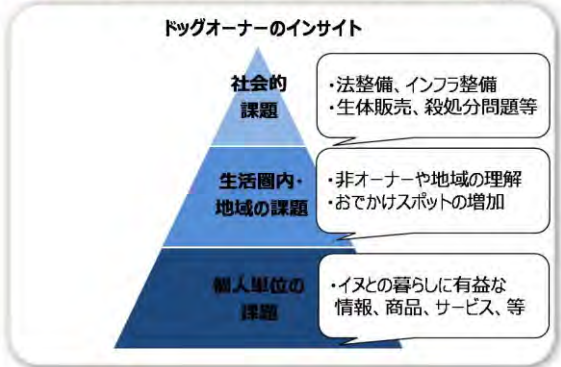 ドッグオーナーのインサイト
社会的
課題
・法整備、インフラ整備
・生体販売、殺処分問題等
生活圏内・
地域の課題
・非オーナーや地域の理解
・おでかけスポットの増加
個人単位の
課題
・イヌとの暮らしに有益な
情報、商品、サービス、等